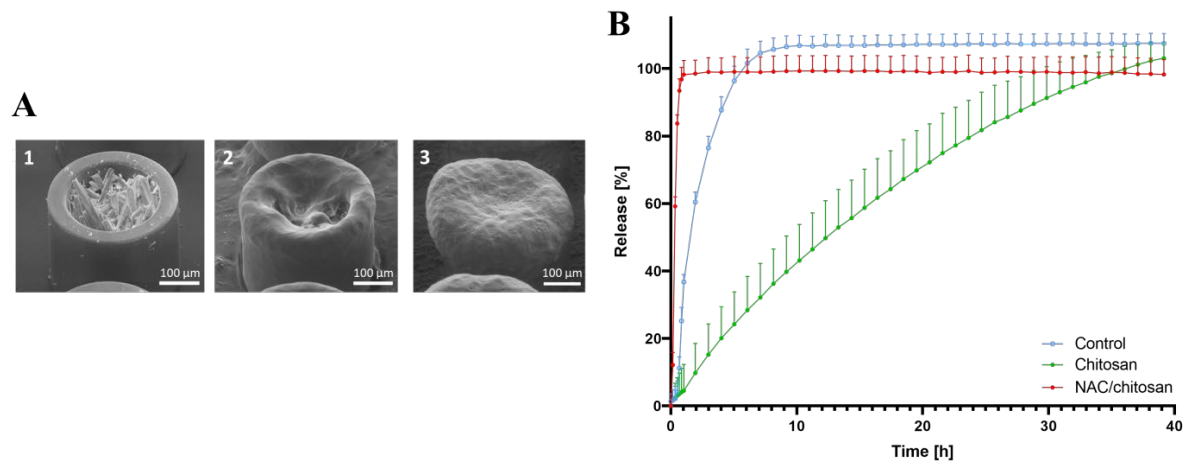 A
1
100 µm
2
100 µm
3
100 µm
B
Release [%]
100
80
60
40
20
0
0
10
20
30
40
Time [h]
Control
Chitosan
NAC/chitosan